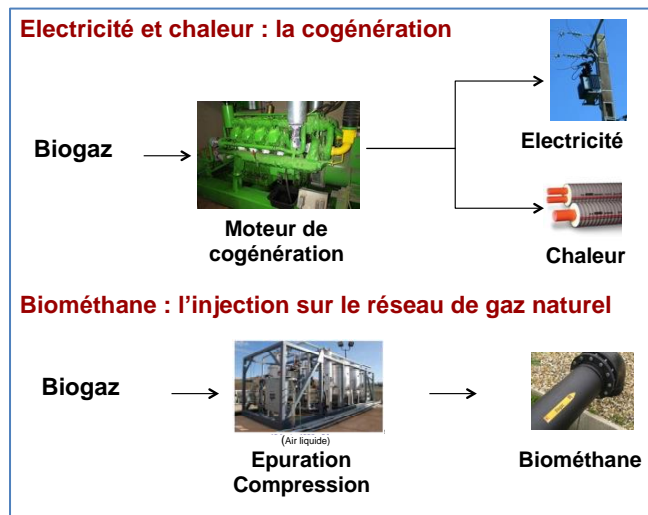 Electricité et chaleur : la cogénération
Biogaz
Moteur de
cogénération
Electricité
Chaleur
Biométhane : l'injection sur le réseau de gaz naturel
Biogaz
(Air liquide)
Epuration
Compression
Biométhane